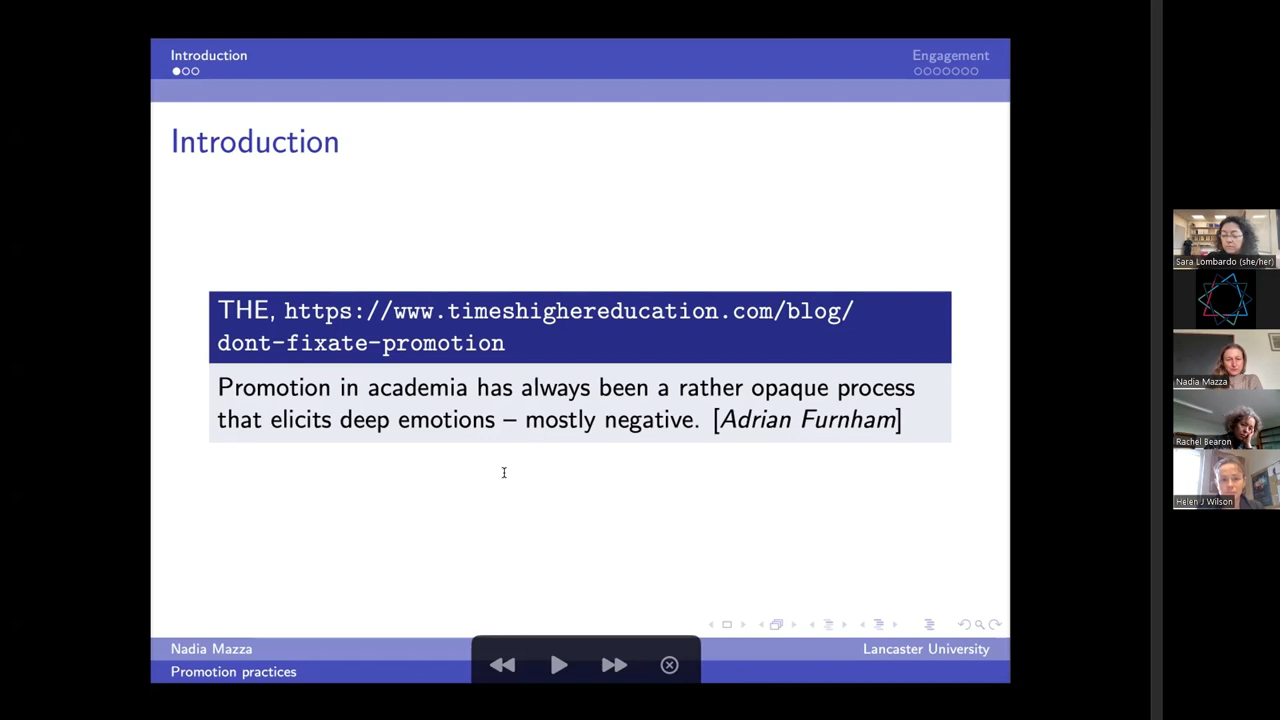 Introduction
Engagement
Introduction
THE, https://www.timeshighereducation.com/blog/
dont-fixate-promotion
Promotion in academia has always been a rather opaque process
that elicits deep emotions – mostly negative. [Adrian Furnham]
Nadia Mazza
Lancaster University
Promotion practices
Sara Lombardo (she/her)
Nadia Mazza
Rachel Bearon
Helen J Wilson